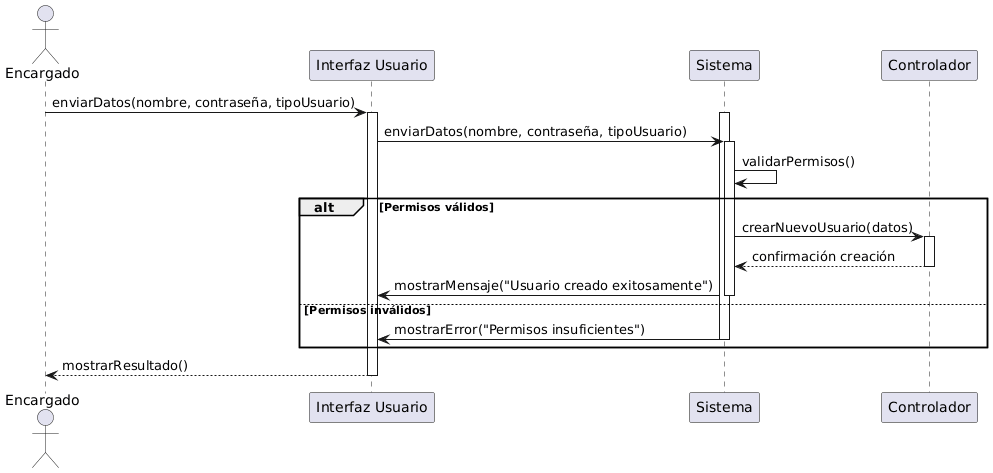 Encargado
Interfaz Usuario
Sistema
Controlador
enviarDatos(nombre, contraseña, tipoUsuario)
enviarDatos(nombre, contraseña, tipoUsuario)
validarPermisos()
alt
[Permisos válidos]
crearNuevoUsuario(datos)
confirmación creación
mostrarMensaje("Usuario creado exitosamente")
[Permisos inválidos]
mostrarError("Permisos insuficientes")
mostrarResultado()
Encargado
Interfaz Usuario
Sistema
Controlador